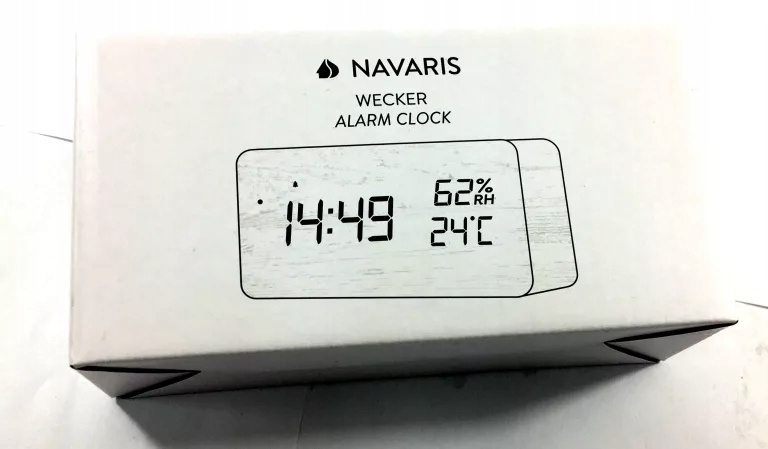 NAVARIS
WECKER
ALARM CLOCK
14:49
62%RH
24°C